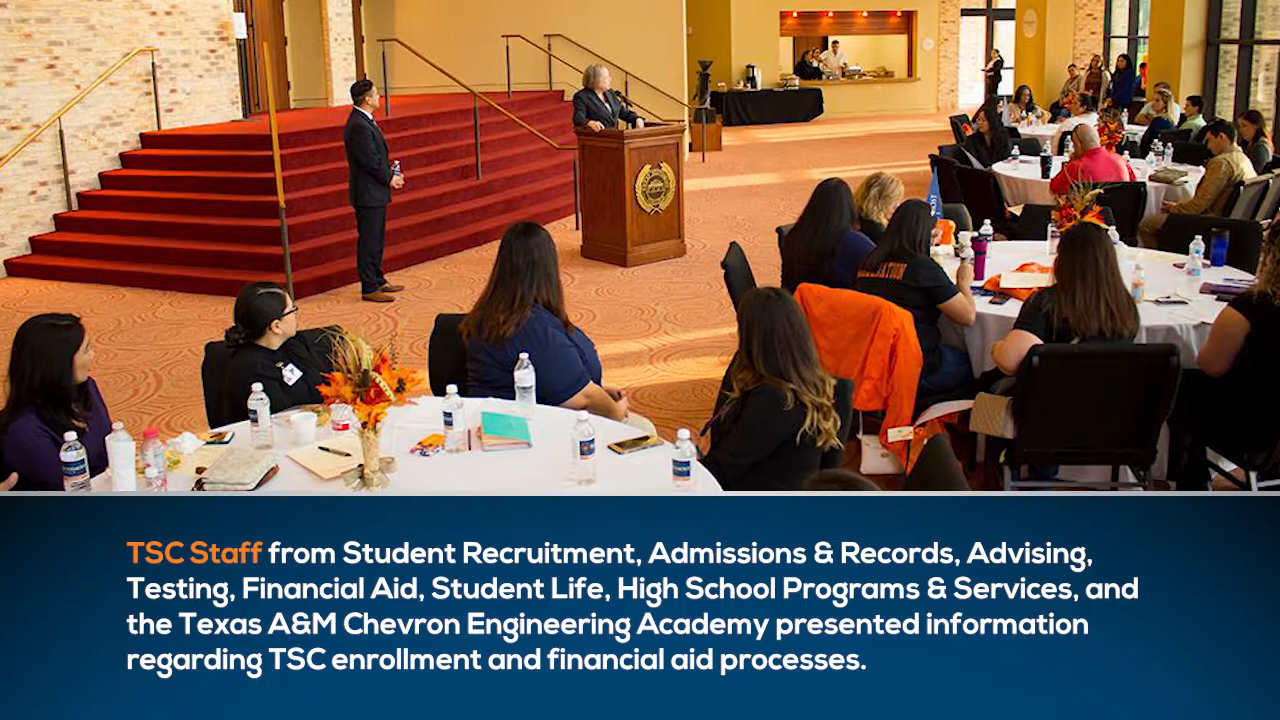 TSC Staff from Student Recruitment, Admissions & Records, Advising,
Testing, Financial Aid, Student Life, High School Programs & Services, and
the Texas A&M Chevron Engineering Academy presented information
regarding TSC enrollment and financial aid processes.